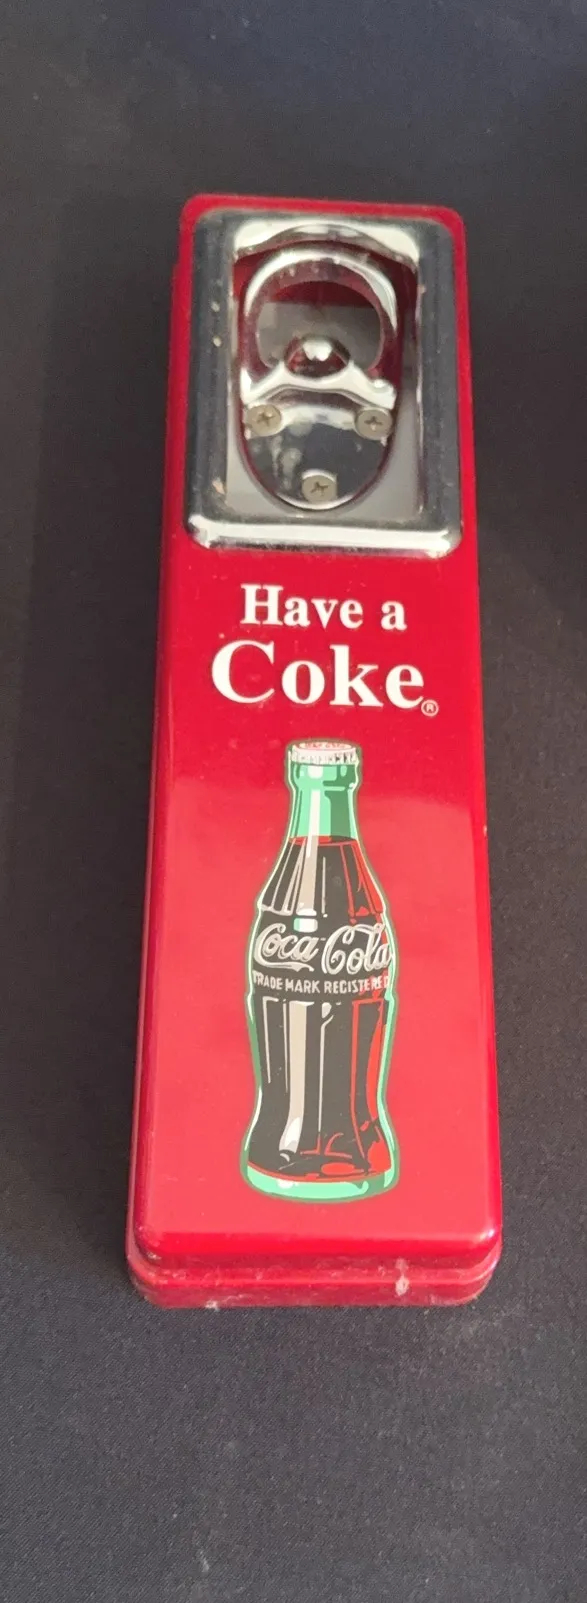 Have a
Coke®
Coca-Cola
TRADE MARK REGISTERED